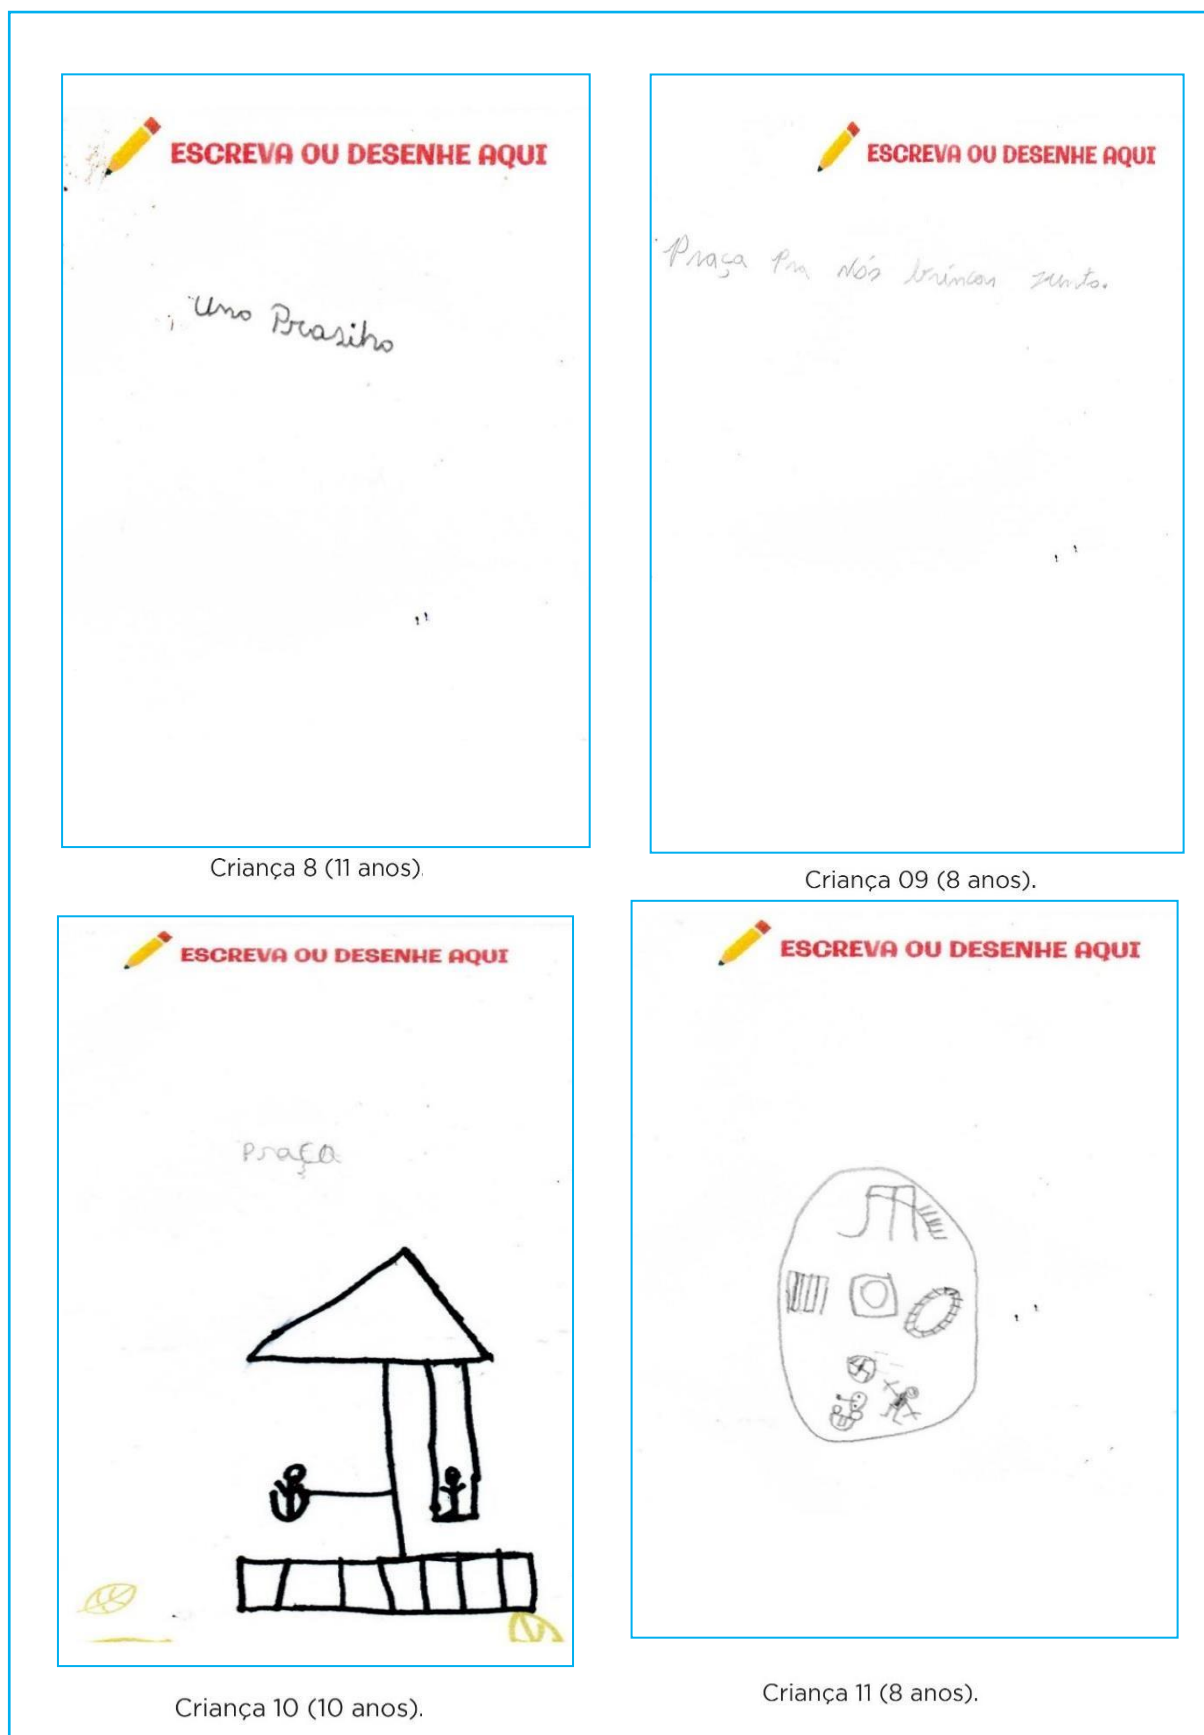 ESCREVA OU DESENHE AQUI
Uno Prasinho
Criança 8 (11 anos).
ESCREVA OU DESENHE AQUI
Praça Pra Nós brincar junto.
Criança 09 (8 anos).
ESCREVA OU DESENHE AQUI
Praça
Criança 10 (10 anos).
ESCREVA OU DESENHE AQUI
Criança 11 (8 anos).